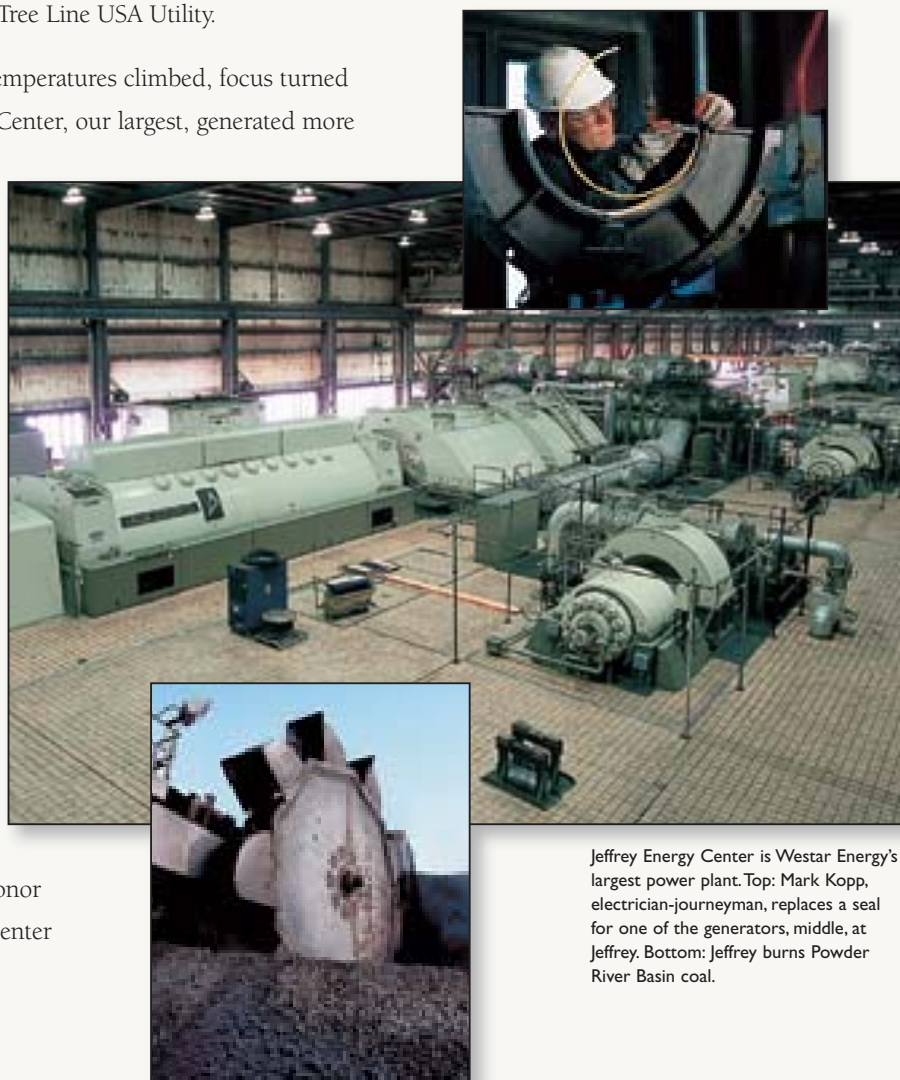 Tree Line USA Utility.
emperatures climbed, focus turned
Center, our largest, generated more
onor
enter
Jeffrey Energy Center is Westar Energy's
largest power plant. Top: Mark Kopp,
electrician-journeyman, replaces a seal
for one of the generators, middle, at
Jeffrey. Bottom: Jeffrey burns Powder
River Basin coal.